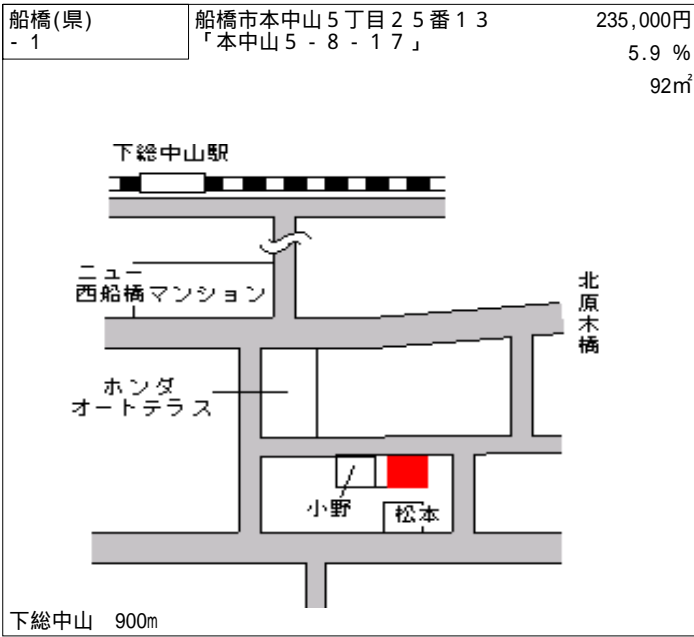 船橋(県)
- 1
船橋市本中山５丁目２５番１３
「本中山５‐８‐１７」
235,000円
5.9 %
92㎡
下総中山駅
ニュー
西船橋マンション
北原木橋
ホンダ
オートテラス
小野
松本
下総中山　900m